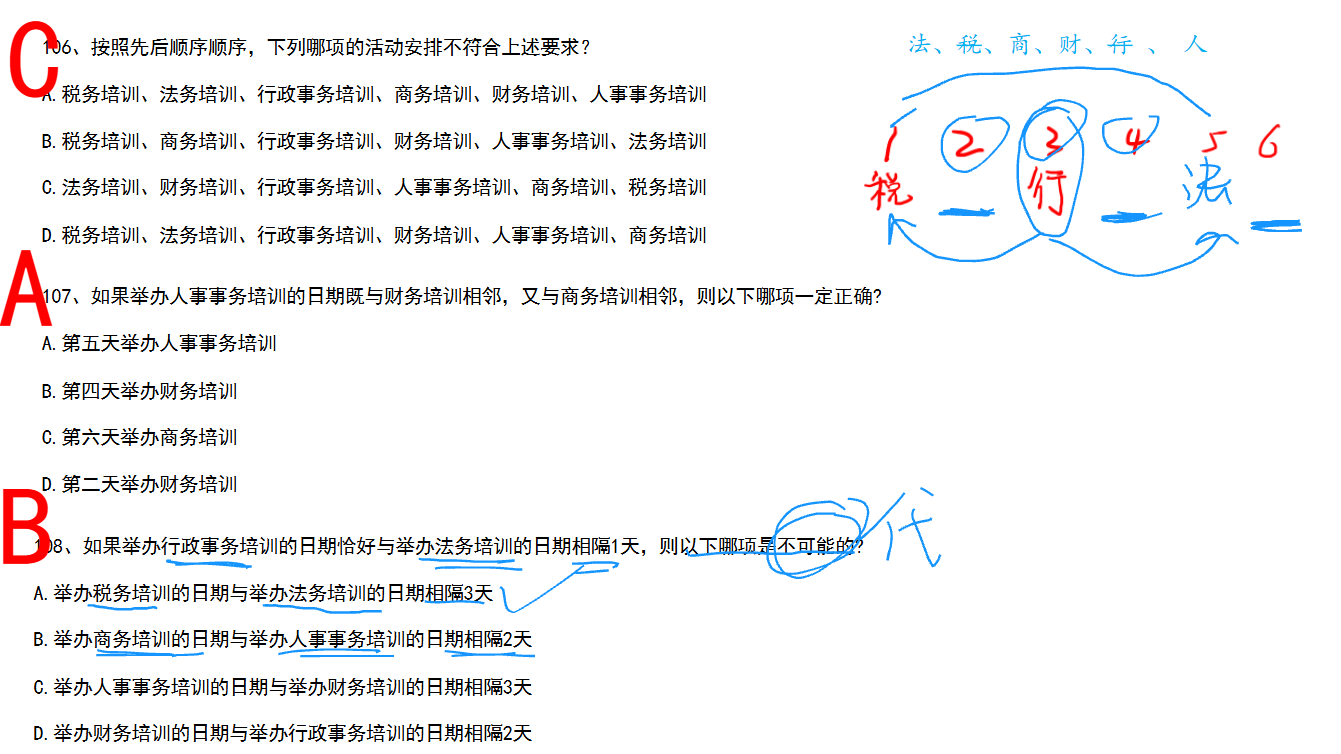 C
106、按照先后顺序顺序，下列哪项的活动安排不符合上述要求？
A.税务培训、法务培训、行政事务培训、商务培训、财务培训、人事事务培训
B.税务培训、商务培训、行政事务培训、财务培训、人事事务培训、法务培训
C.法务培训、财务培训、行政事务培训、人事事务培训、商务培训、税务培训
D.税务培训、法务培训、行政事务培训、财务培训、人事事务培训、商务培训
法、税、商、财、行、人
1 2 3 4 5 6
税 行 法
A
107、如果举办人事事务培训的日期既与财务培训相邻，又与商务培训相邻，则以下哪项一定正确？
A.第五天举办人事事务培训
B.第四天举办财务培训
C.第六天举办商务培训
D.第二天举办财务培训
B
108、如果举办行政事务培训的日期恰好与举办法务培训的日期相隔1天，则以下哪项是不可能的？
代
A.举办税务培训的日期与举办法务培训的日期相隔3天
B.举办商务培训的日期与举办人事事务培训的日期相隔2天
C.举办人事事务培训的日期与举办财务培训的日期相隔3天
D.举办财务培训的日期与举办行政事务培训的日期相隔2天